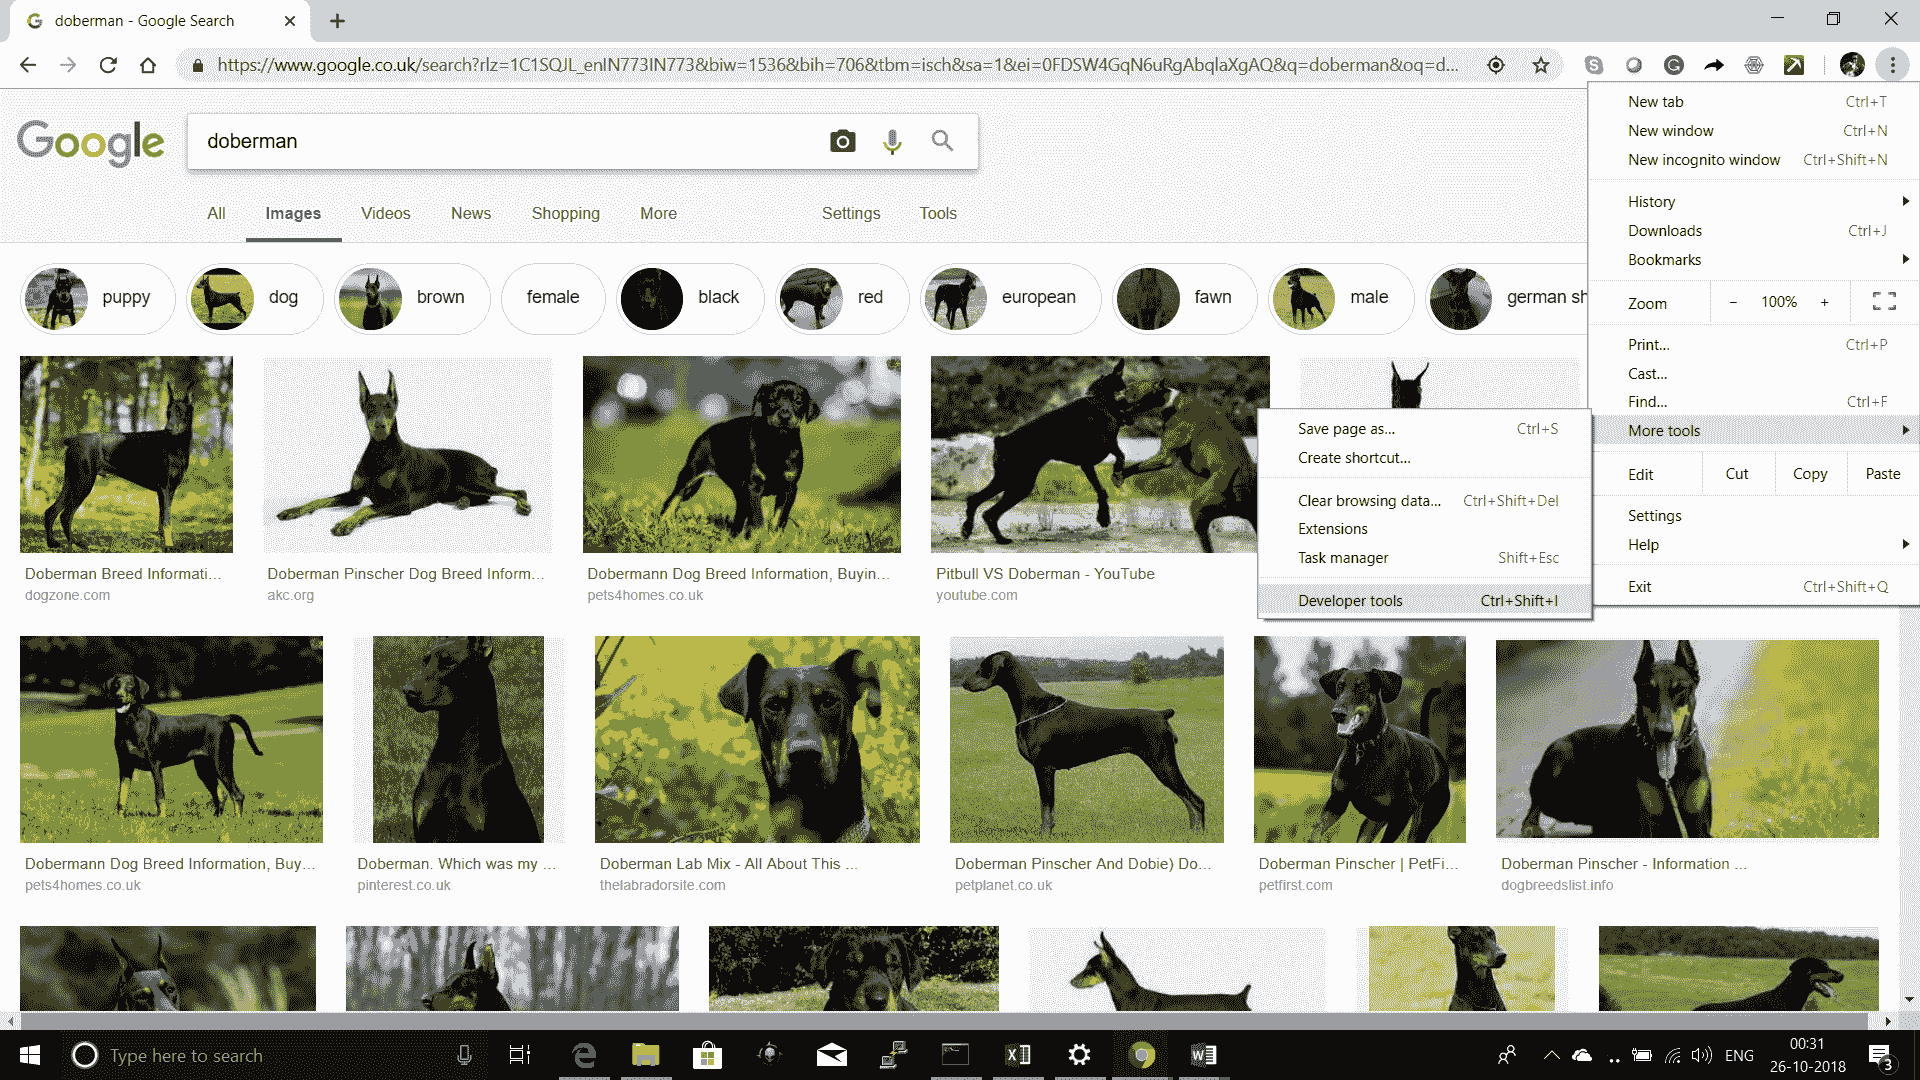 doberman - Google Search
https://www.google.co.uk/search?rlz=1C1SQJL_enIN773IN773&biw=1536&bih=706&tbm=isch&sa=1&ei=0FDSW4GqN6uRgAbqlaXgAQ&q=doberman&oq=d...
Google
doberman
All Images Videos News Shopping More Settings Tools
puppy dog brown female black red european fawn male german sh
New tab Ctrl+T
New window Ctrl+N
New incognito window Ctrl+Shift+N
History
Downloads Ctrl+J
Bookmarks
Zoom - 100% +
Print... Ctrl+P
Cast...
Find... Ctrl+F
More tools
Edit Cut Copy Paste
Settings
Help
Exit Ctrl+Shift+Q
Save page as... Ctrl+S
Create shortcut...
Clear browsing data... Ctrl+Shift+Del
Extensions
Task manager Shift+Esc
Developer tools Ctrl+Shift+I
Doberman Breed Informati...
dogzone.com
Doberman Pinscher Dog Breed Inform...
akc.org
Dobermann Dog Breed Information, Buyin...
pets4homes.co.uk
Pitbull VS Doberman - YouTube
youtube.com
Dobermann Dog Breed Information, Buy...
pets4homes.co.uk
Doberman. Which was my ...
pinterest.co.uk
Doberman Lab Mix - All About This ...
thelabradorsite.com
Doberman Pinscher And Dobie) Do...
petplanet.co.uk
Doberman Pinscher | PetFi...
petfirst.com
Doberman Pinscher - Information ...
dogbreedslist.info
Type here to search
ENG
00:31
26-10-2018
3